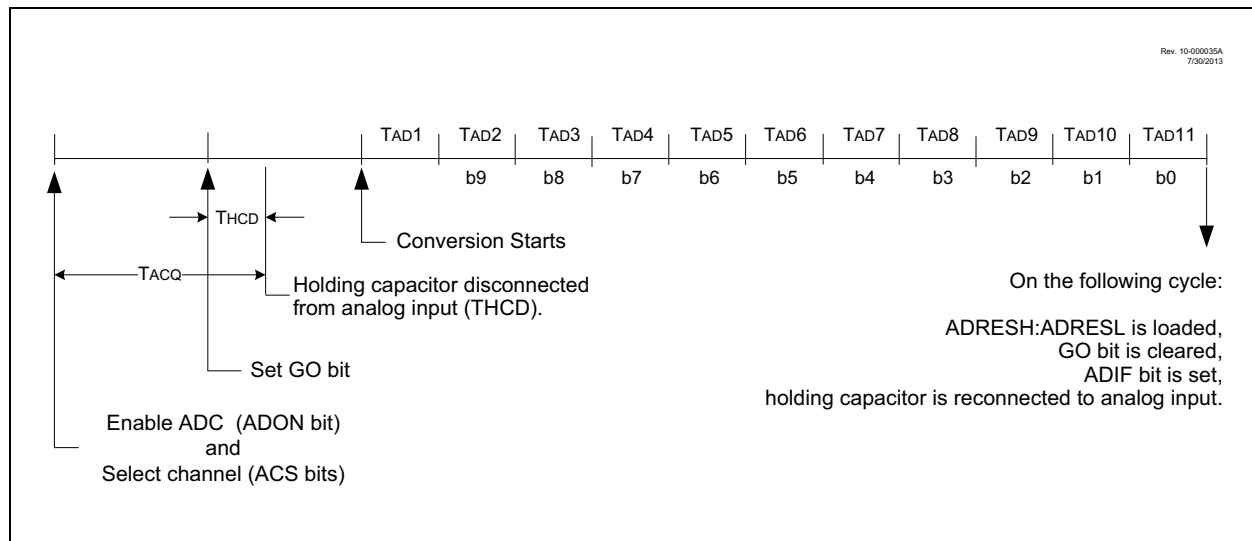 Rev. 10-000035A
7/30/2013
TAD1 TAD2 TAD3 TAD4 TAD5 TAD6 TAD7 TAD8 TAD9 TAD10 TAD11
b9 b8 b7 b6 b5 b4 b3 b2 b1 b0
THCD
Conversion Starts
TACQ
Holding capacitor disconnected
from analog input (THCD).
Set GO bit
Enable ADC (ADON bit)
and
Select channel (ACS bits)
On the following cycle:
ADRESH:ADRESL is loaded,
GO bit is cleared,
ADIF bit is set,
holding capacitor is reconnected to analog input.